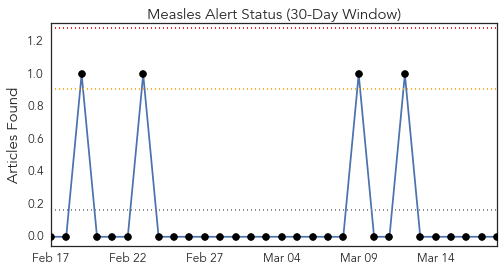 Measles Alert Status (30-Day Window)
Articles Found
1.2
1.0
0.8
0.6
0.4
0.2
0.0
Feb 17 Feb 22 Feb 27 Mar 04 Mar 09 Mar 14